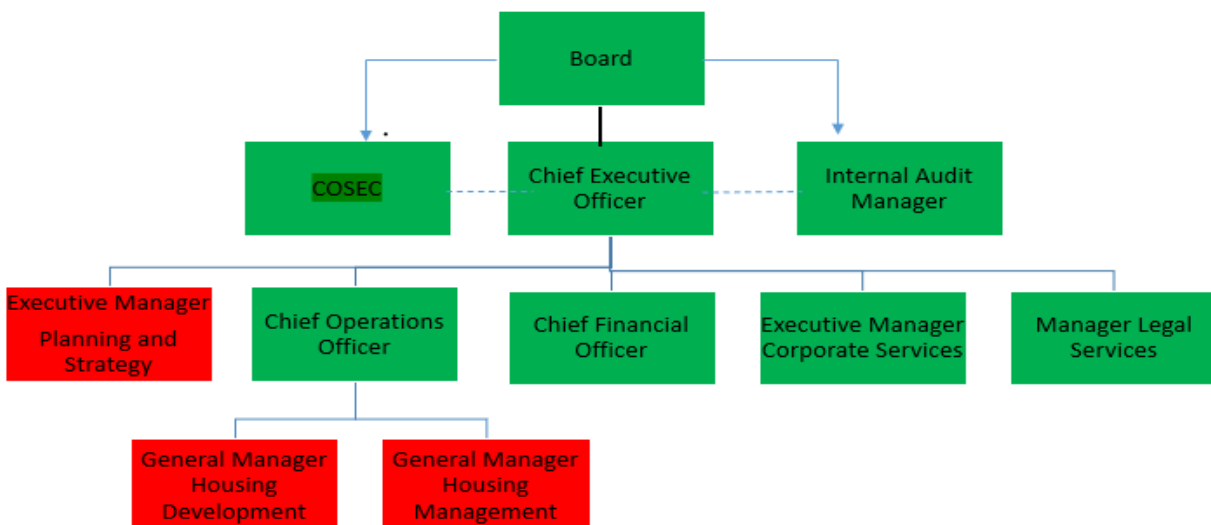 Board
COSEC
Chief Executive
Officer
Internal Audit
Manager
Executive Manager
Planning and
Strategy
Chief Operations
Officer
Chief Financial
Officer
Executive Manager
Corporate Services
Manager Legal
Services
General Manager
Housing
Development
General Manager
Housing
Management